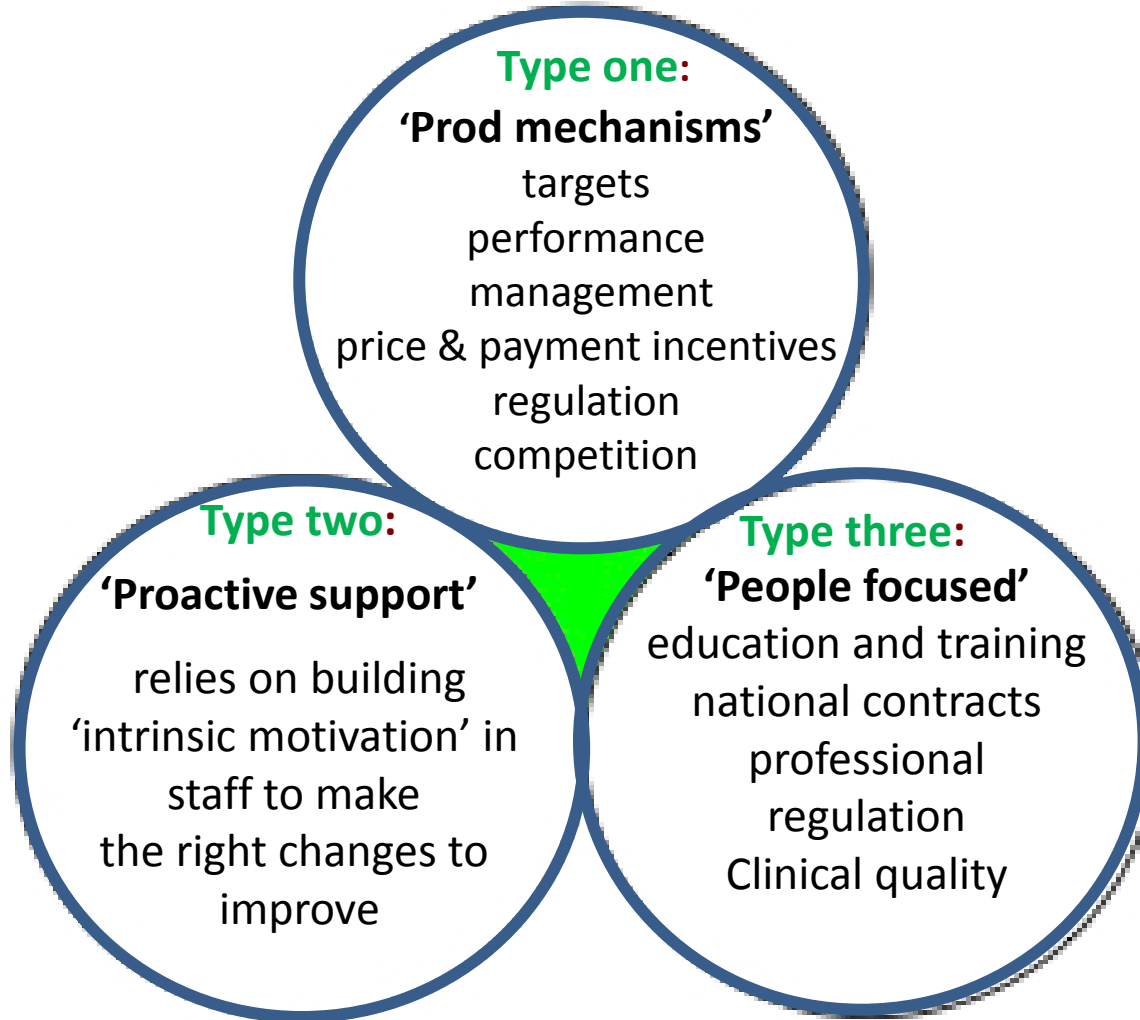 Type one:
‘Prod mechanisms’
targets
performance
management
price & payment incentives
regulation
competition
Type two:
‘Proactive support’
relies on building
‘intrinsic motivation’ in
staff to make
the right changes to
improve
Type three:
‘People focused’
education and training
national contracts
professional
regulation
Clinical quality